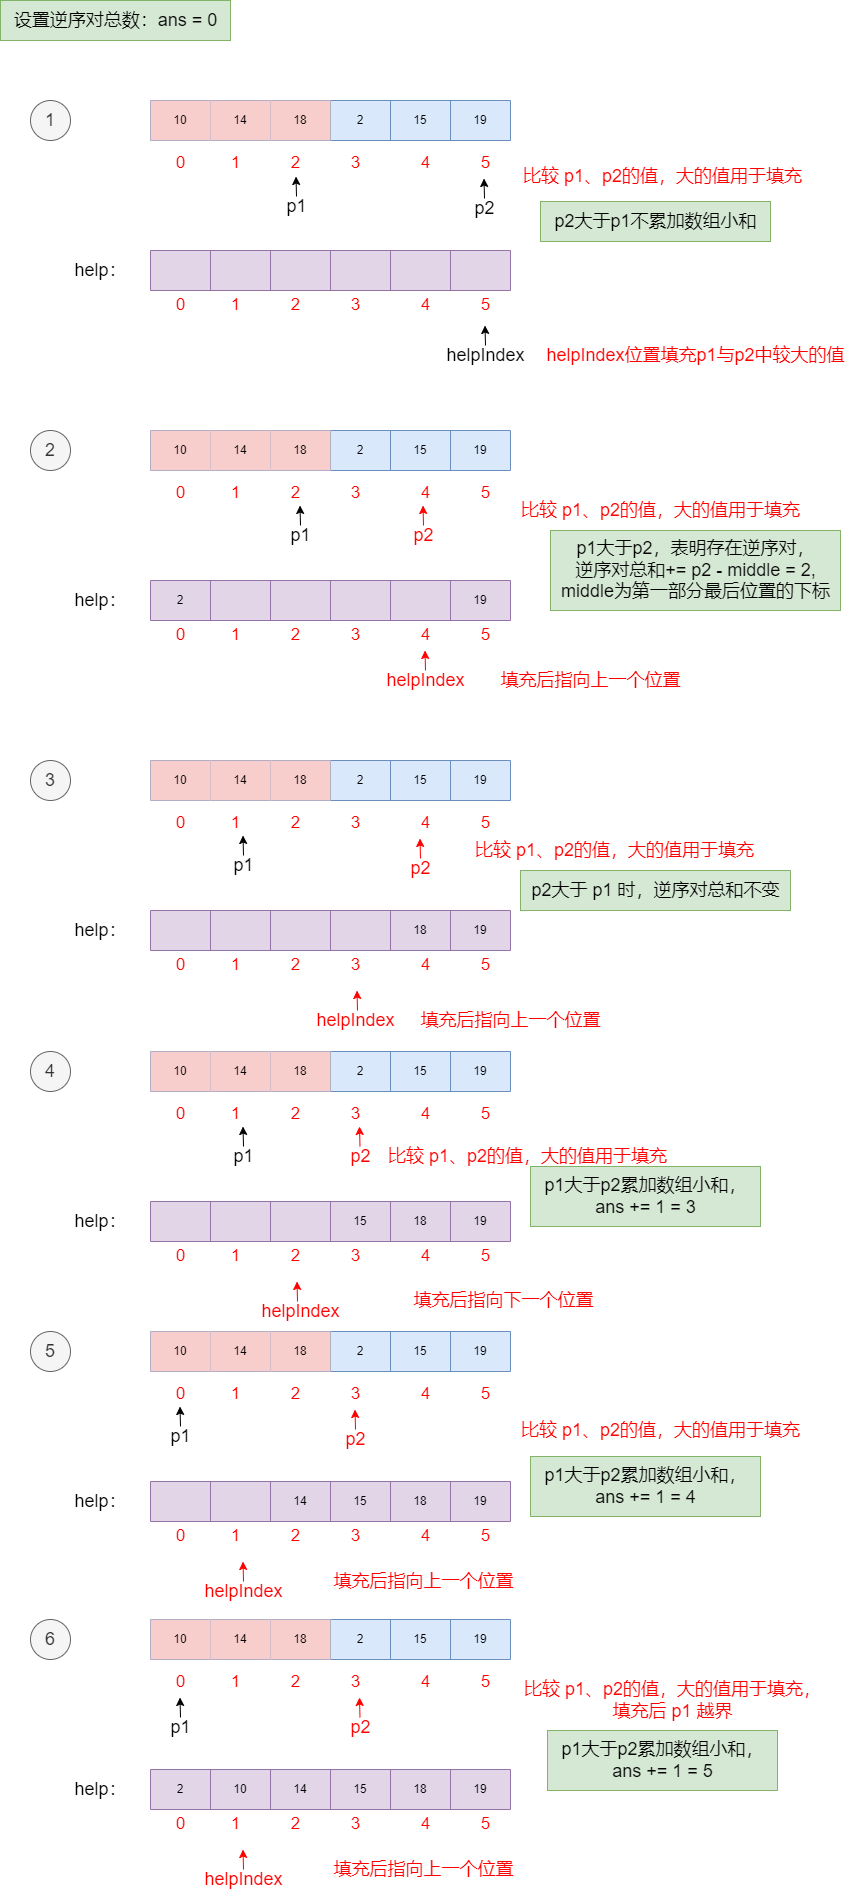 设置逆序对总数：ans = 0
1
10 14 18 2 15 19
0 1 2 3 4 5
比较 p1、p2的值，大的值用于填充
p1 p2
p2大于p1不累加数组小和
help：
0 1 2 3 4 5
helpIndex
helpIndex位置填充p1与p2中较大的值
2
10 14 18 2 15 19
0 1 2 3 4 5
比较 p1、p2的值，大的值用于填充
p1 p2
p1大于p2，表明存在逆序对，
逆序对总和+= p2 - middle = 2,
middle为第一部分最后位置的下标
help：
2 19
0 1 2 3 4 5
helpIndex
填充后指向上一个位置
3
10 14 18 2 15 19
0 1 2 3 4 5
比较 p1、p2的值，大的值用于填充
p1 p2
p2大于 p1 时，逆序对总和不变
help：
18 19
0 1 2 3 4 5
helpIndex
填充后指向上一个位置
4
10 14 18 2 15 19
0 1 2 3 4 5
p1 p2
比较 p1、p2的值，大的值用于填充
p1大于p2累加数组小和，
ans += 1 = 3
help：
15 18 19
0 1 2 3 4 5
helpIndex
填充后指向下一个位置
5
10 14 18 2 15 19
0 1 2 3 4 5
p1 p2
比较 p1、p2的值，大的值用于填充
p1大于p2累加数组小和，
ans += 1 = 4
help：
14 15 18 19
0 1 2 3 4 5
helpIndex
填充后指向上一个位置
6
10 14 18 2 15 19
0 1 2 3 4 5
比较 p1、p2的值，大的值用于填充，
填充后 p1 越界
p1 p2
p1大于p2累加数组小和，
ans += 1 = 5
help：
2 10 14 15 18 19
0 1 2 3 4 5
helpIndex
填充后指向上一个位置